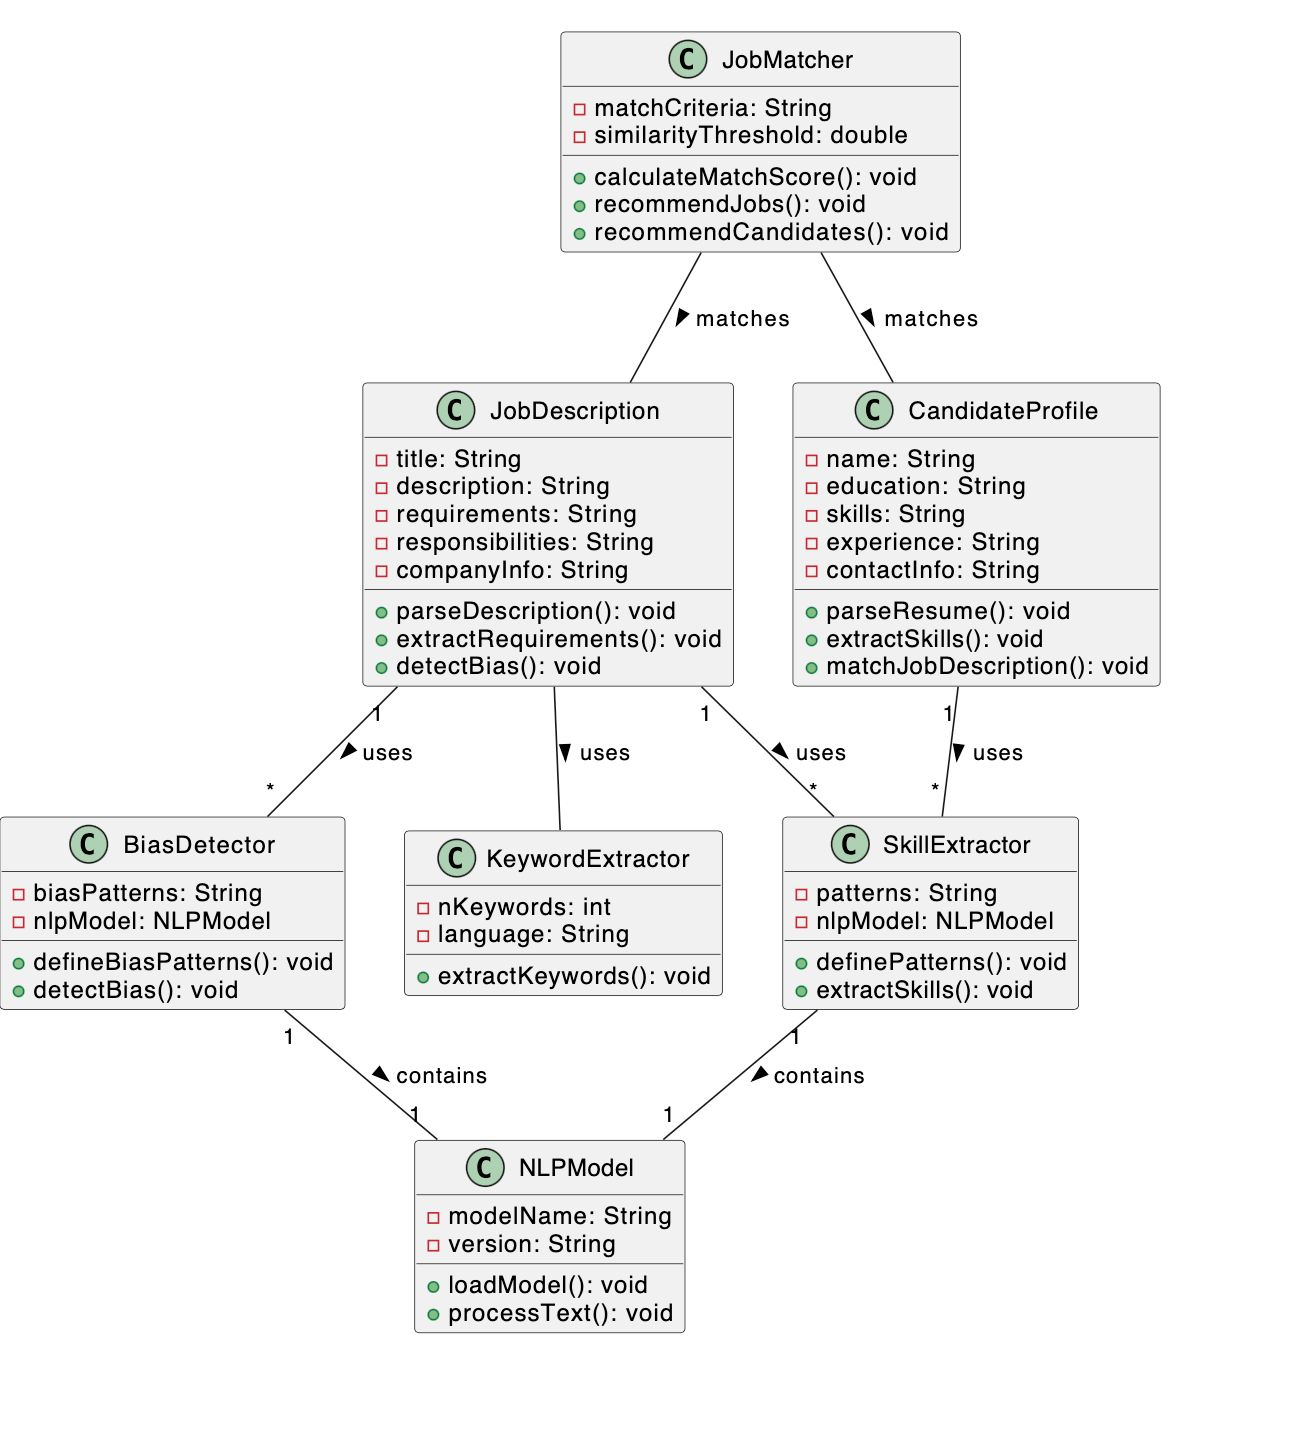 C JobMatcher
matchCriteria: String
similarityThreshold: double
calculateMatchScore(): void
recommendJobs(): void
recommendCandidates(): void
matches
matches
C JobDescription
title: String
description: String
requirements: String
responsibilities: String
companyInfo: String
parseDescription(): void
extractRequirements(): void
detectBias(): void
C CandidateProfile
name: String
education: String
skills: String
experience: String
contactInfo: String
parseResume(): void
extractSkills(): void
matchJobDescription(): void
1
uses
*
uses
1
uses
*
1
uses
*
C BiasDetector
biasPatterns: String
nlpModel: NLPModel
defineBiasPatterns(): void
detectBias(): void
C KeywordExtractor
nKeywords: int
language: String
extractKeywords(): void
C SkillExtractor
patterns: String
nlpModel: NLPModel
definePatterns(): void
extractSkills(): void
1
contains
1
1
contains
1
C NLPModel
modelName: String
version: String
loadModel(): void
processText(): void